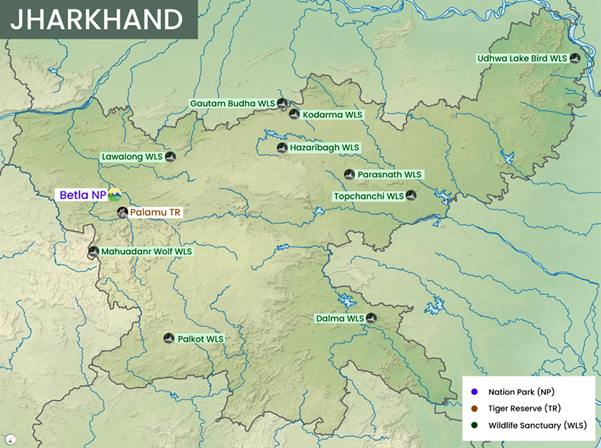 JHARKHAND
Udhwa Lake Bird WLS
Gautam Budha WLS
Kodarma WLS
Hazaribagh WLS
Lawalong WLS
Parasnath WLS
Betla NP
Topchanchi WLS
Palamu TR
Mahuadanr Wolf WLS
Dalma WLS
Palkot WLS
Nation Park (NP)
Tiger Reserve (TR)
Wildlife Sanctuary (WLS)